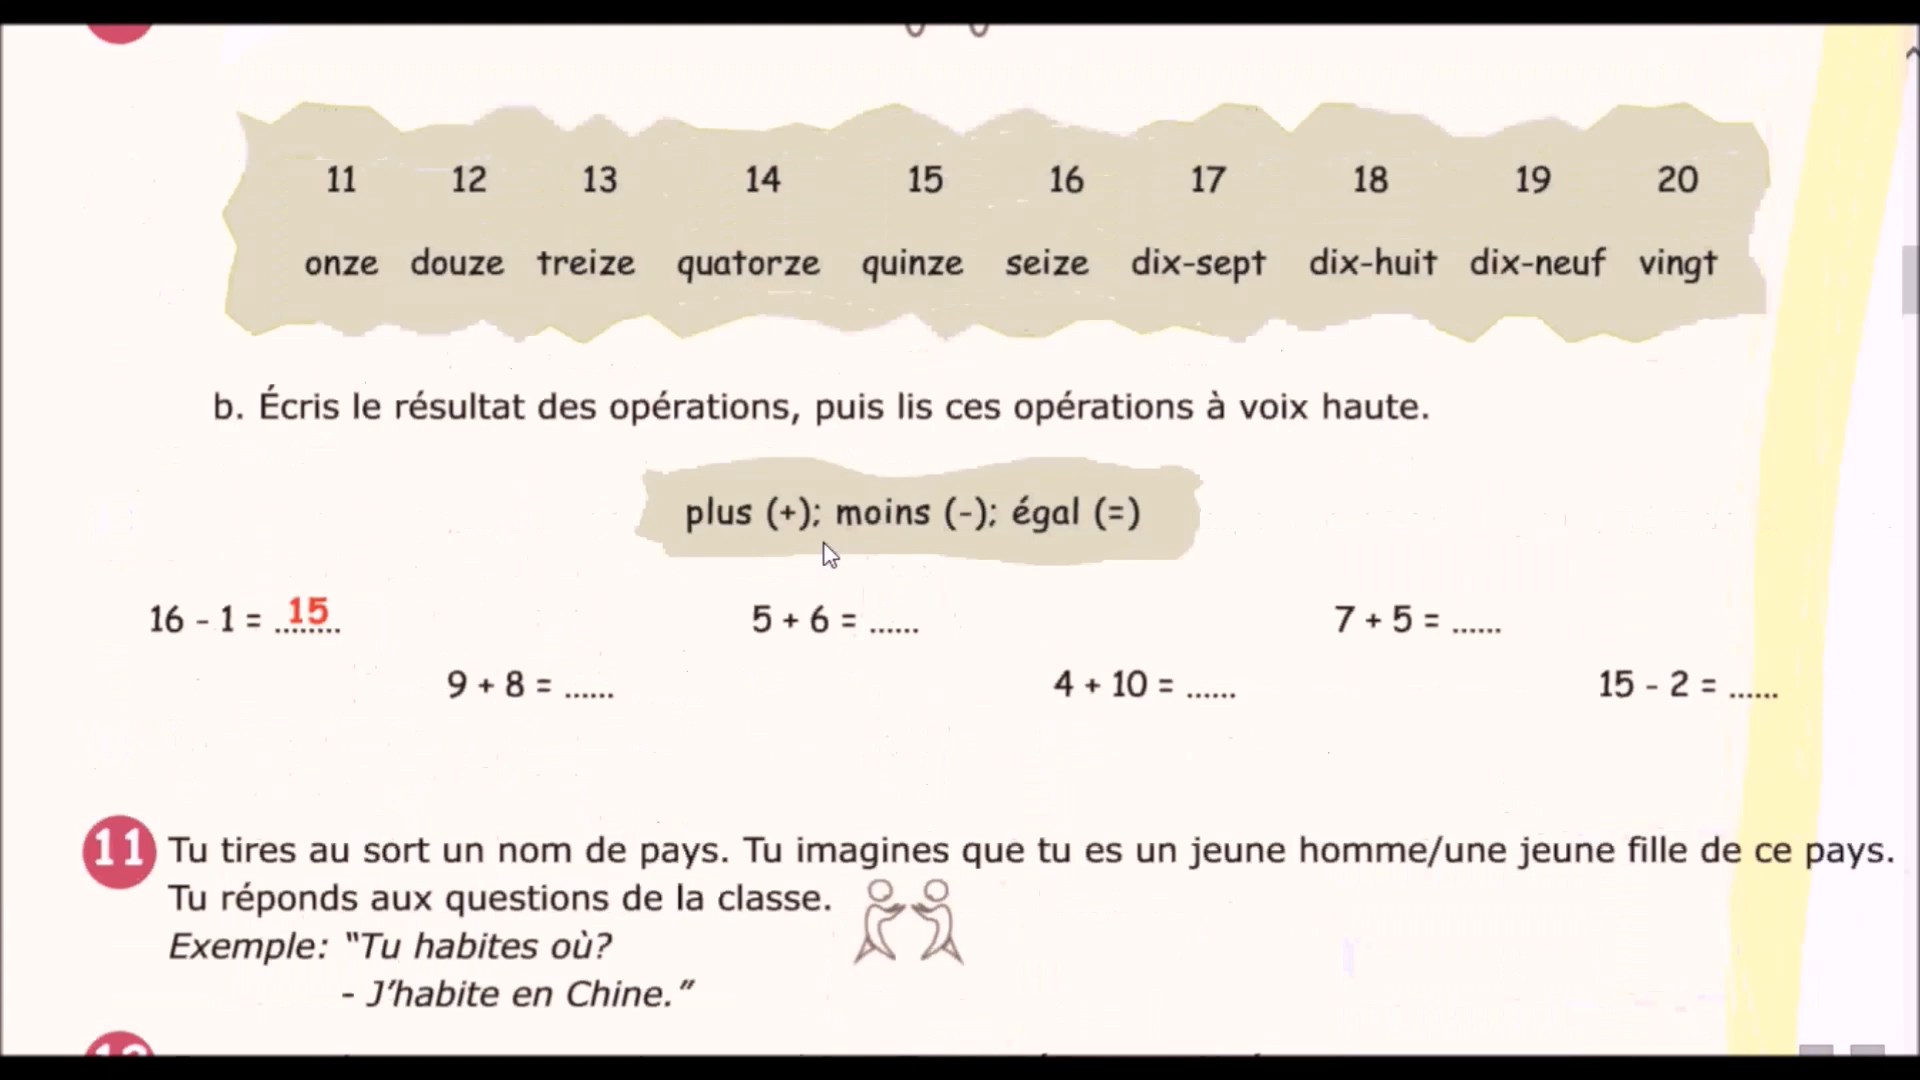 11 12 13 14 15 16 17 18 19 20
onze douze treize quatorze quinze seize dix-sept dix-huit dix-neuf vingt
b. Écris le résultat des opérations, puis lis ces opérations à voix haute.
plus (+); moins (-); égal (=)
16 - 1 = 15
5 + 6 = ......
7 + 5 = ......
9 + 8 = ......
4 + 10 = ......
15 - 2 = ......
11 Tu tires au sort un nom de pays. Tu imagines que tu es un jeune homme/une jeune fille de ce pays.
Tu réponds aux questions de la classe.
Exemple: “Tu habites où?
- J’habite en Chine.”